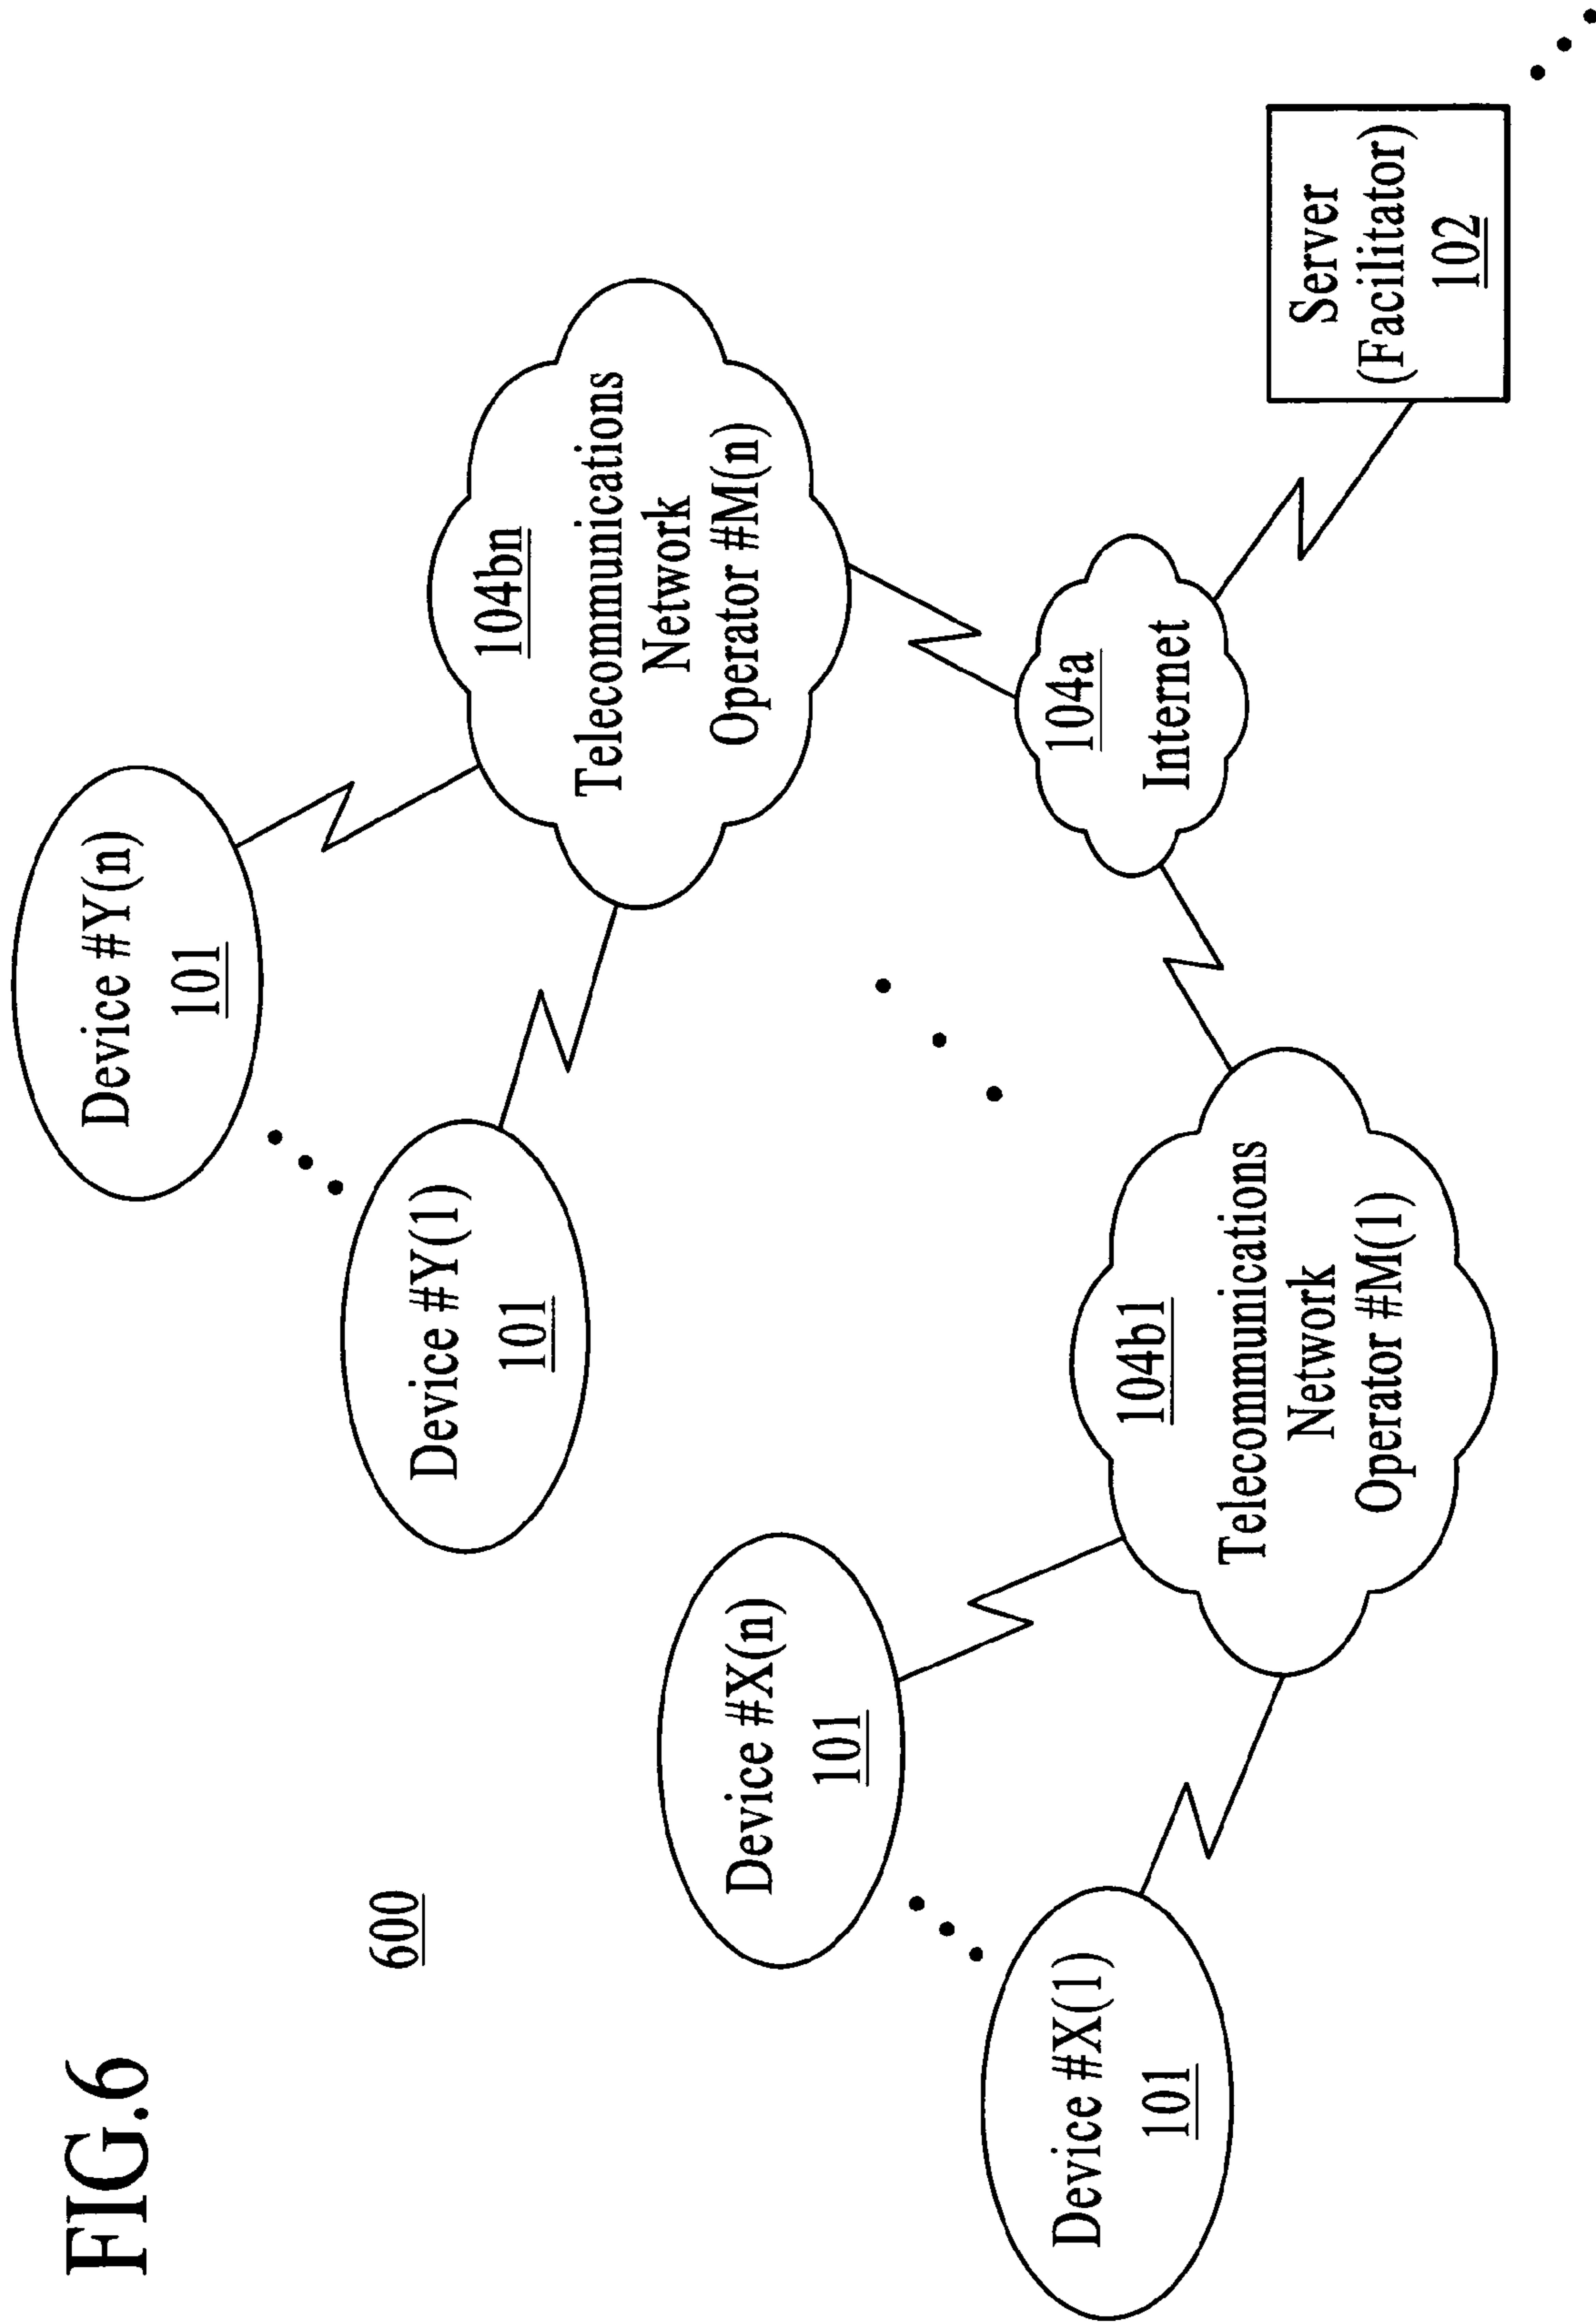 FIG.6
600
Device #Y(n)
101
Device #Y(1)
101
104bn
Telecommunications
Network
Operator #M(n)
Device #X(n)
101
Device #X(1)
101
104b1
Telecommunications
Network
Operator #M(1)
104a
Internet
Server
(Facilitator)
102